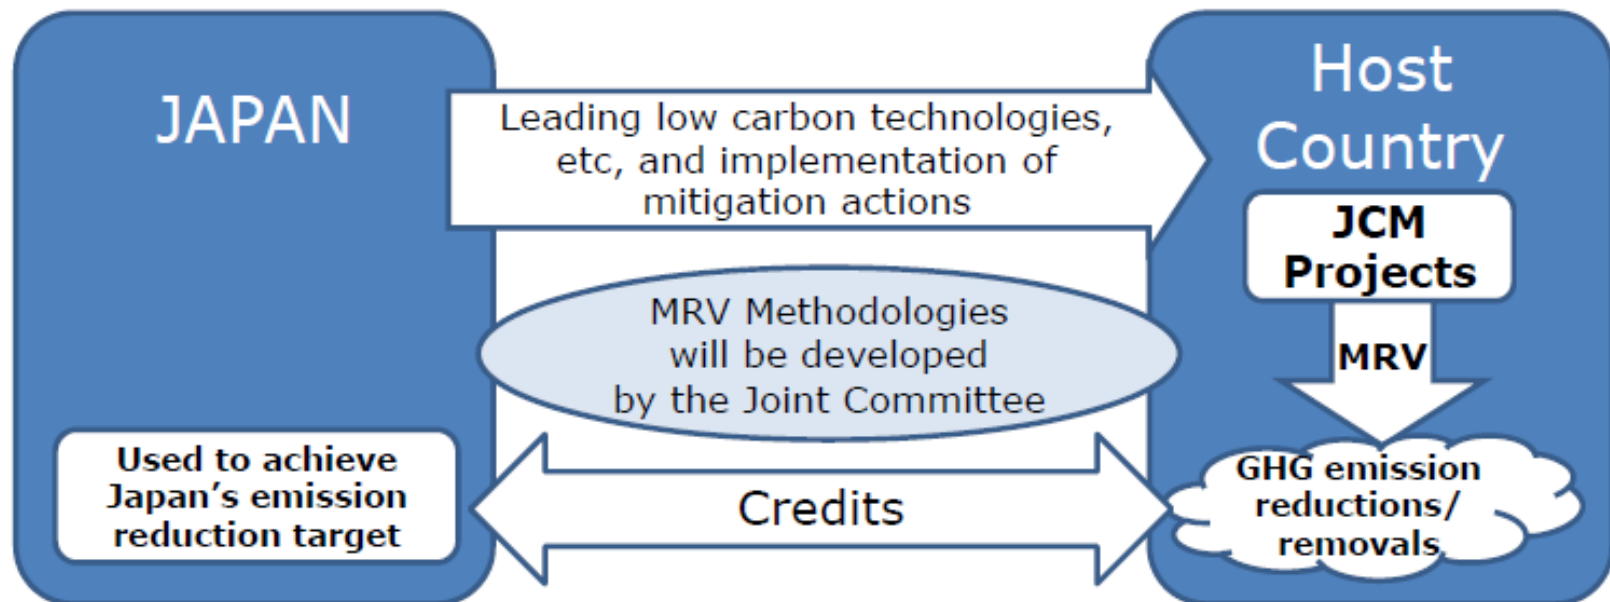 JAPAN
Leading low carbon technologies,
etc, and implementation of
mitigation actions
Host
Country
JCM
Projects
MRV Methodologies
will be developed
by the Joint Committee
MRV
Used to achieve
Japan’s emission
reduction target
Credits
GHG emission
reductions/
removals